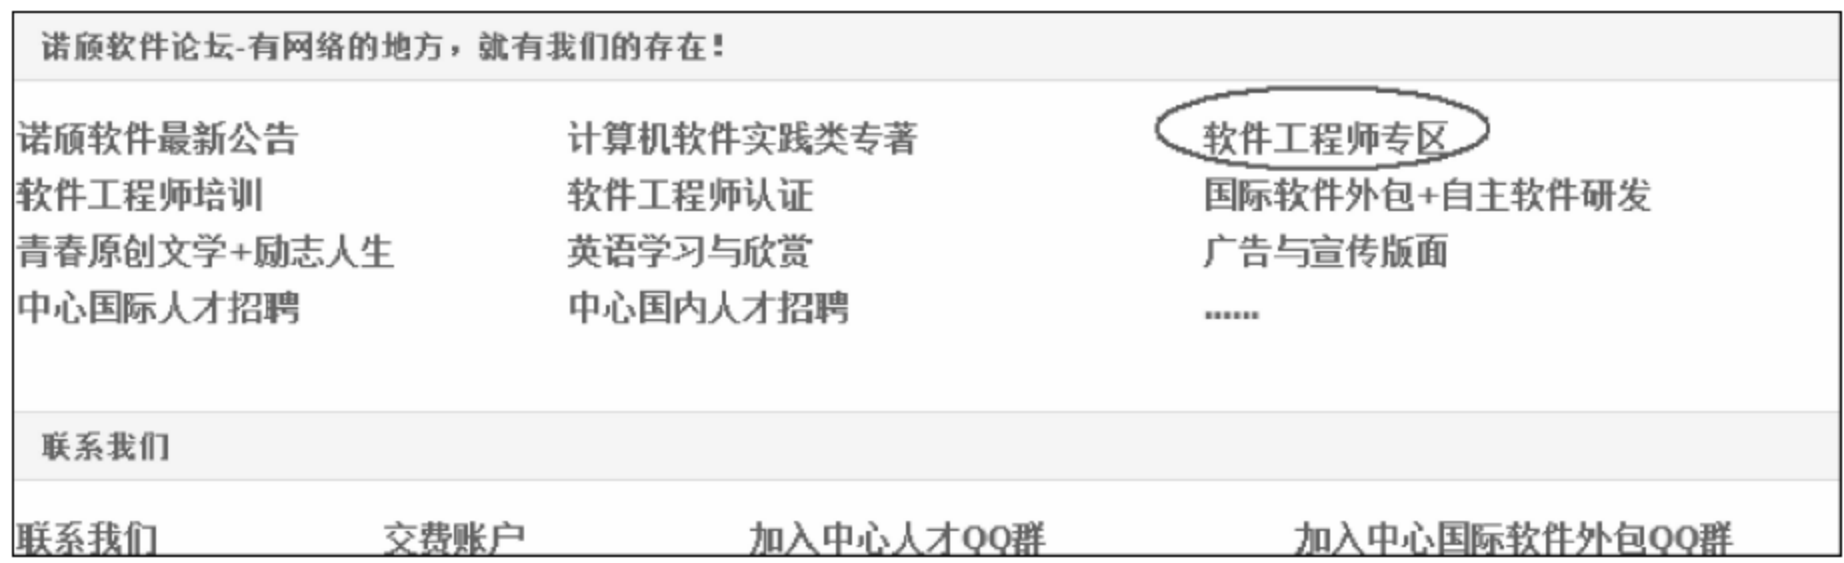 诺颀软件论坛-有网络的地方，就有我们的存在！
诺颀软件最新公告 计算机软件实践类专著 软件工程师专区
软件工程师培训 软件工程师认证 国际软件外包+自主软件研发
青春原创文学+励志人生 英语学习与欣赏 广告与宣传版面
中心国际人才招聘 中心国内人才招聘 ......
联系我们
联系我们 交费账户 加入中心人才QQ群 加入中心国际软件外包QQ群